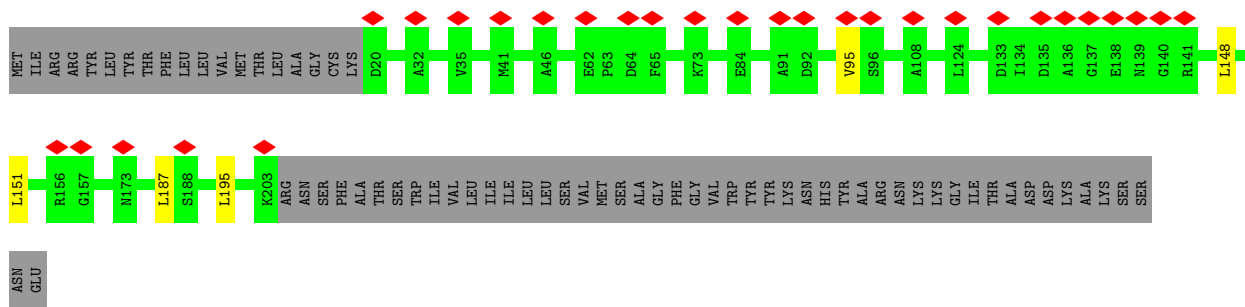 MET ILE ARG ARG TYR LEU TYR THR PHE LEU LEU VAL MET THR LEU ALA GLY CYS LYS D20 A32 V35 M41 A46 E62 P63 D64 F65 K73 E84 A91 D92 V95 S96 A108 L124 D133 I134 D135 A136 G137 E138 N139 G140 R141 L148
L151 R156 G157 N173 L187 S188 L195 K203 ARG ASN SER PHE ALA THR SER TRP ILE VAL LEU ILE ILE LEU LEU SER VAL MET SER ALA GLY PHE GLY VAL TRP TYR TYR LYS ASN HIS TYR ALA ARG ASN LYS LYS GLY ILE THR ALA ASP ASP LYS ALA LYS SER SER
ASN GLU